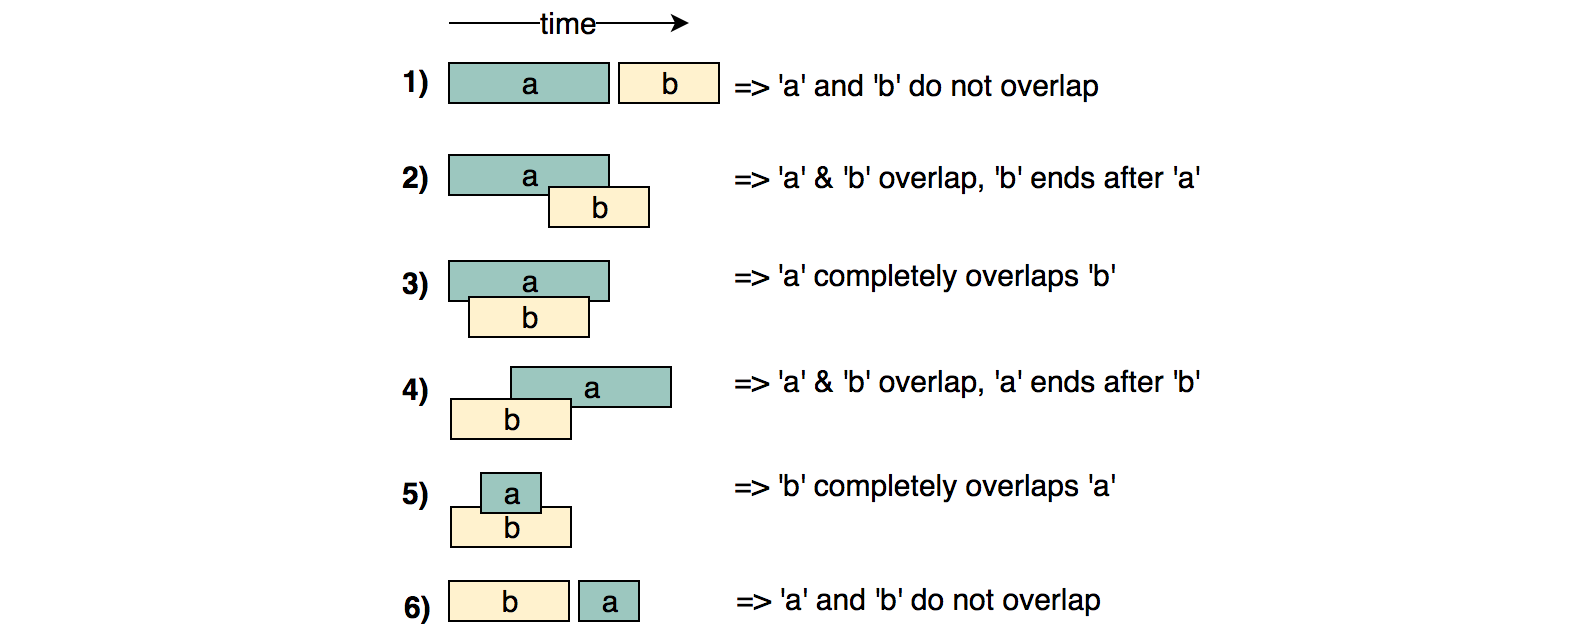 time
1) a b => 'a' and 'b' do not overlap
2) a => 'a' & 'b' overlap, 'b' ends after 'a'
b
3) a => 'a' completely overlaps 'b'
b
4) a => 'a' & 'b' overlap, 'a' ends after 'b'
b
5) a => 'b' completely overlaps 'a'
b
6) b a => 'a' and 'b' do not overlap